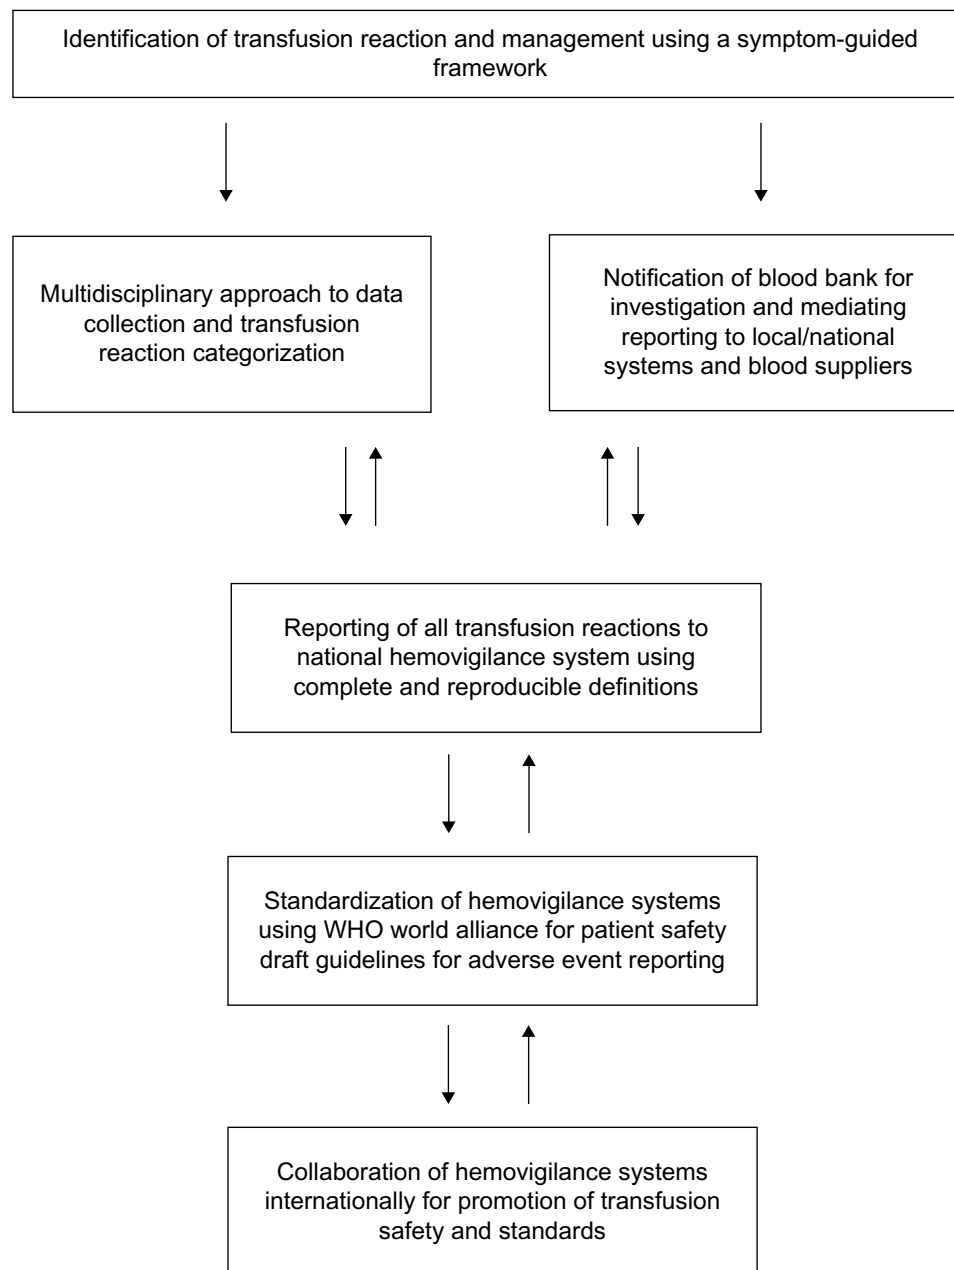 Identification of transfusion reaction and management using a symptom-guided
framework
Multidisciplinary approach to data
collection and transfusion
reaction categorization
Notification of blood bank for
investigation and mediating
reporting to local/national
systems and blood suppliers
Reporting of all transfusion reactions to
national hemovigilance system using
complete and reproducible definitions
Standardization of hemovigilance systems
using WHO world alliance for patient safety
draft guidelines for adverse event reporting
Collaboration of hemovigilance systems
internationally for promotion of transfusion
safety and standards